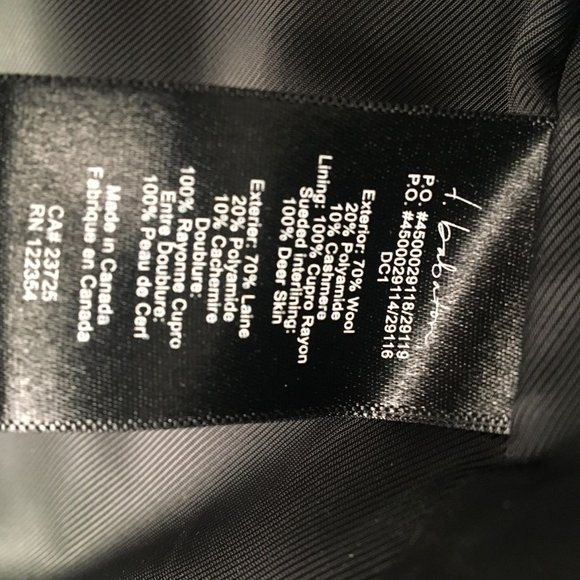 t. babaton
P.O. #4500029118/29119
P.O. #4500029114/29116
DC1
Exterior: 70% Wool
20% Polyamide
10% Cashmere
Lining: 100% Cupro Rayon
Sueded Interlining:
100% Deer Skin
Exterier: 70% Laine
20% Polyamide
10% Cachemire
Doublure:
100% Rayonne Cupro
Entre Doublure:
100% Peau de Cerf
Made in Canada
Fabrique en Canada
CA# 23725
RN 122354